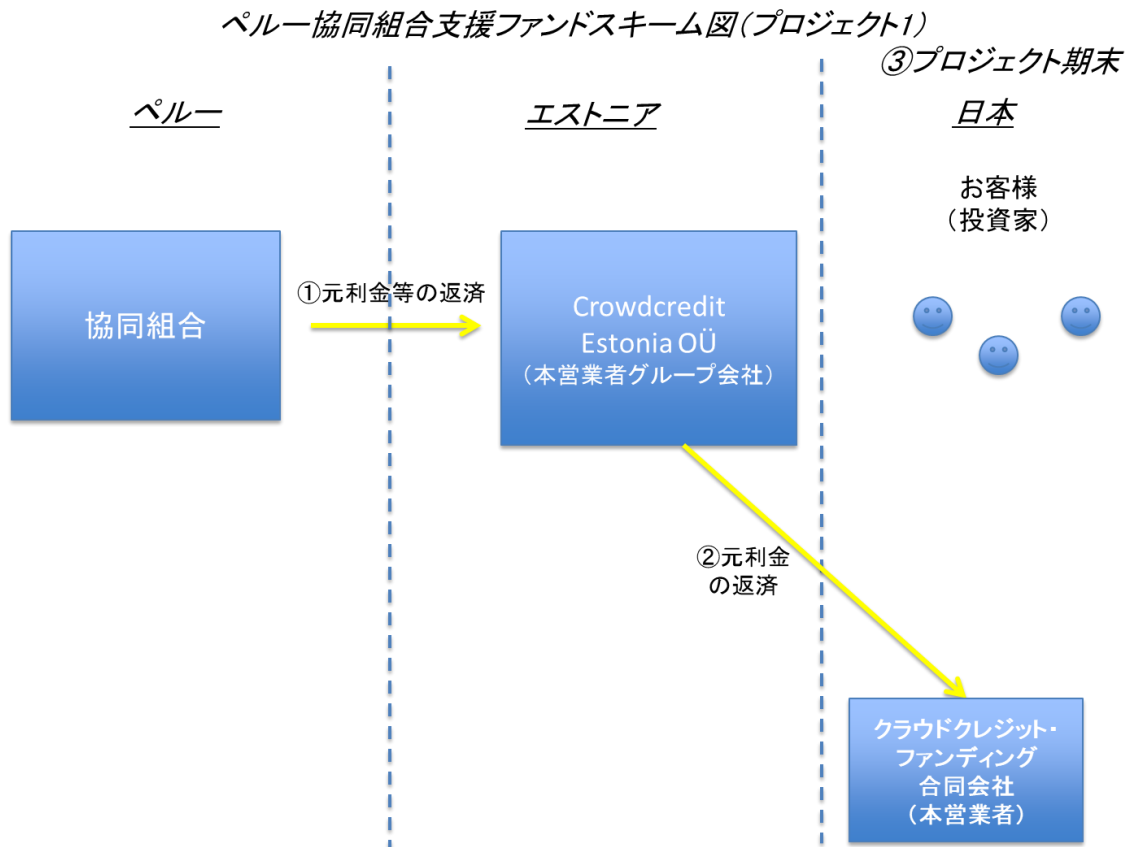 ペルー協同組合支援ファンドスキーム図(プロジェクト1)
③プロジェクト期末
ペルー
エストニア
日本
お客様
(投資家)
協同組合
①元利金等の返済
Crowdcredit
Estonia OÜ
(本営業者グループ会社)
②元利金
の返済
クラウドクレジット・
ファンディング
合同会社
(本営業者)